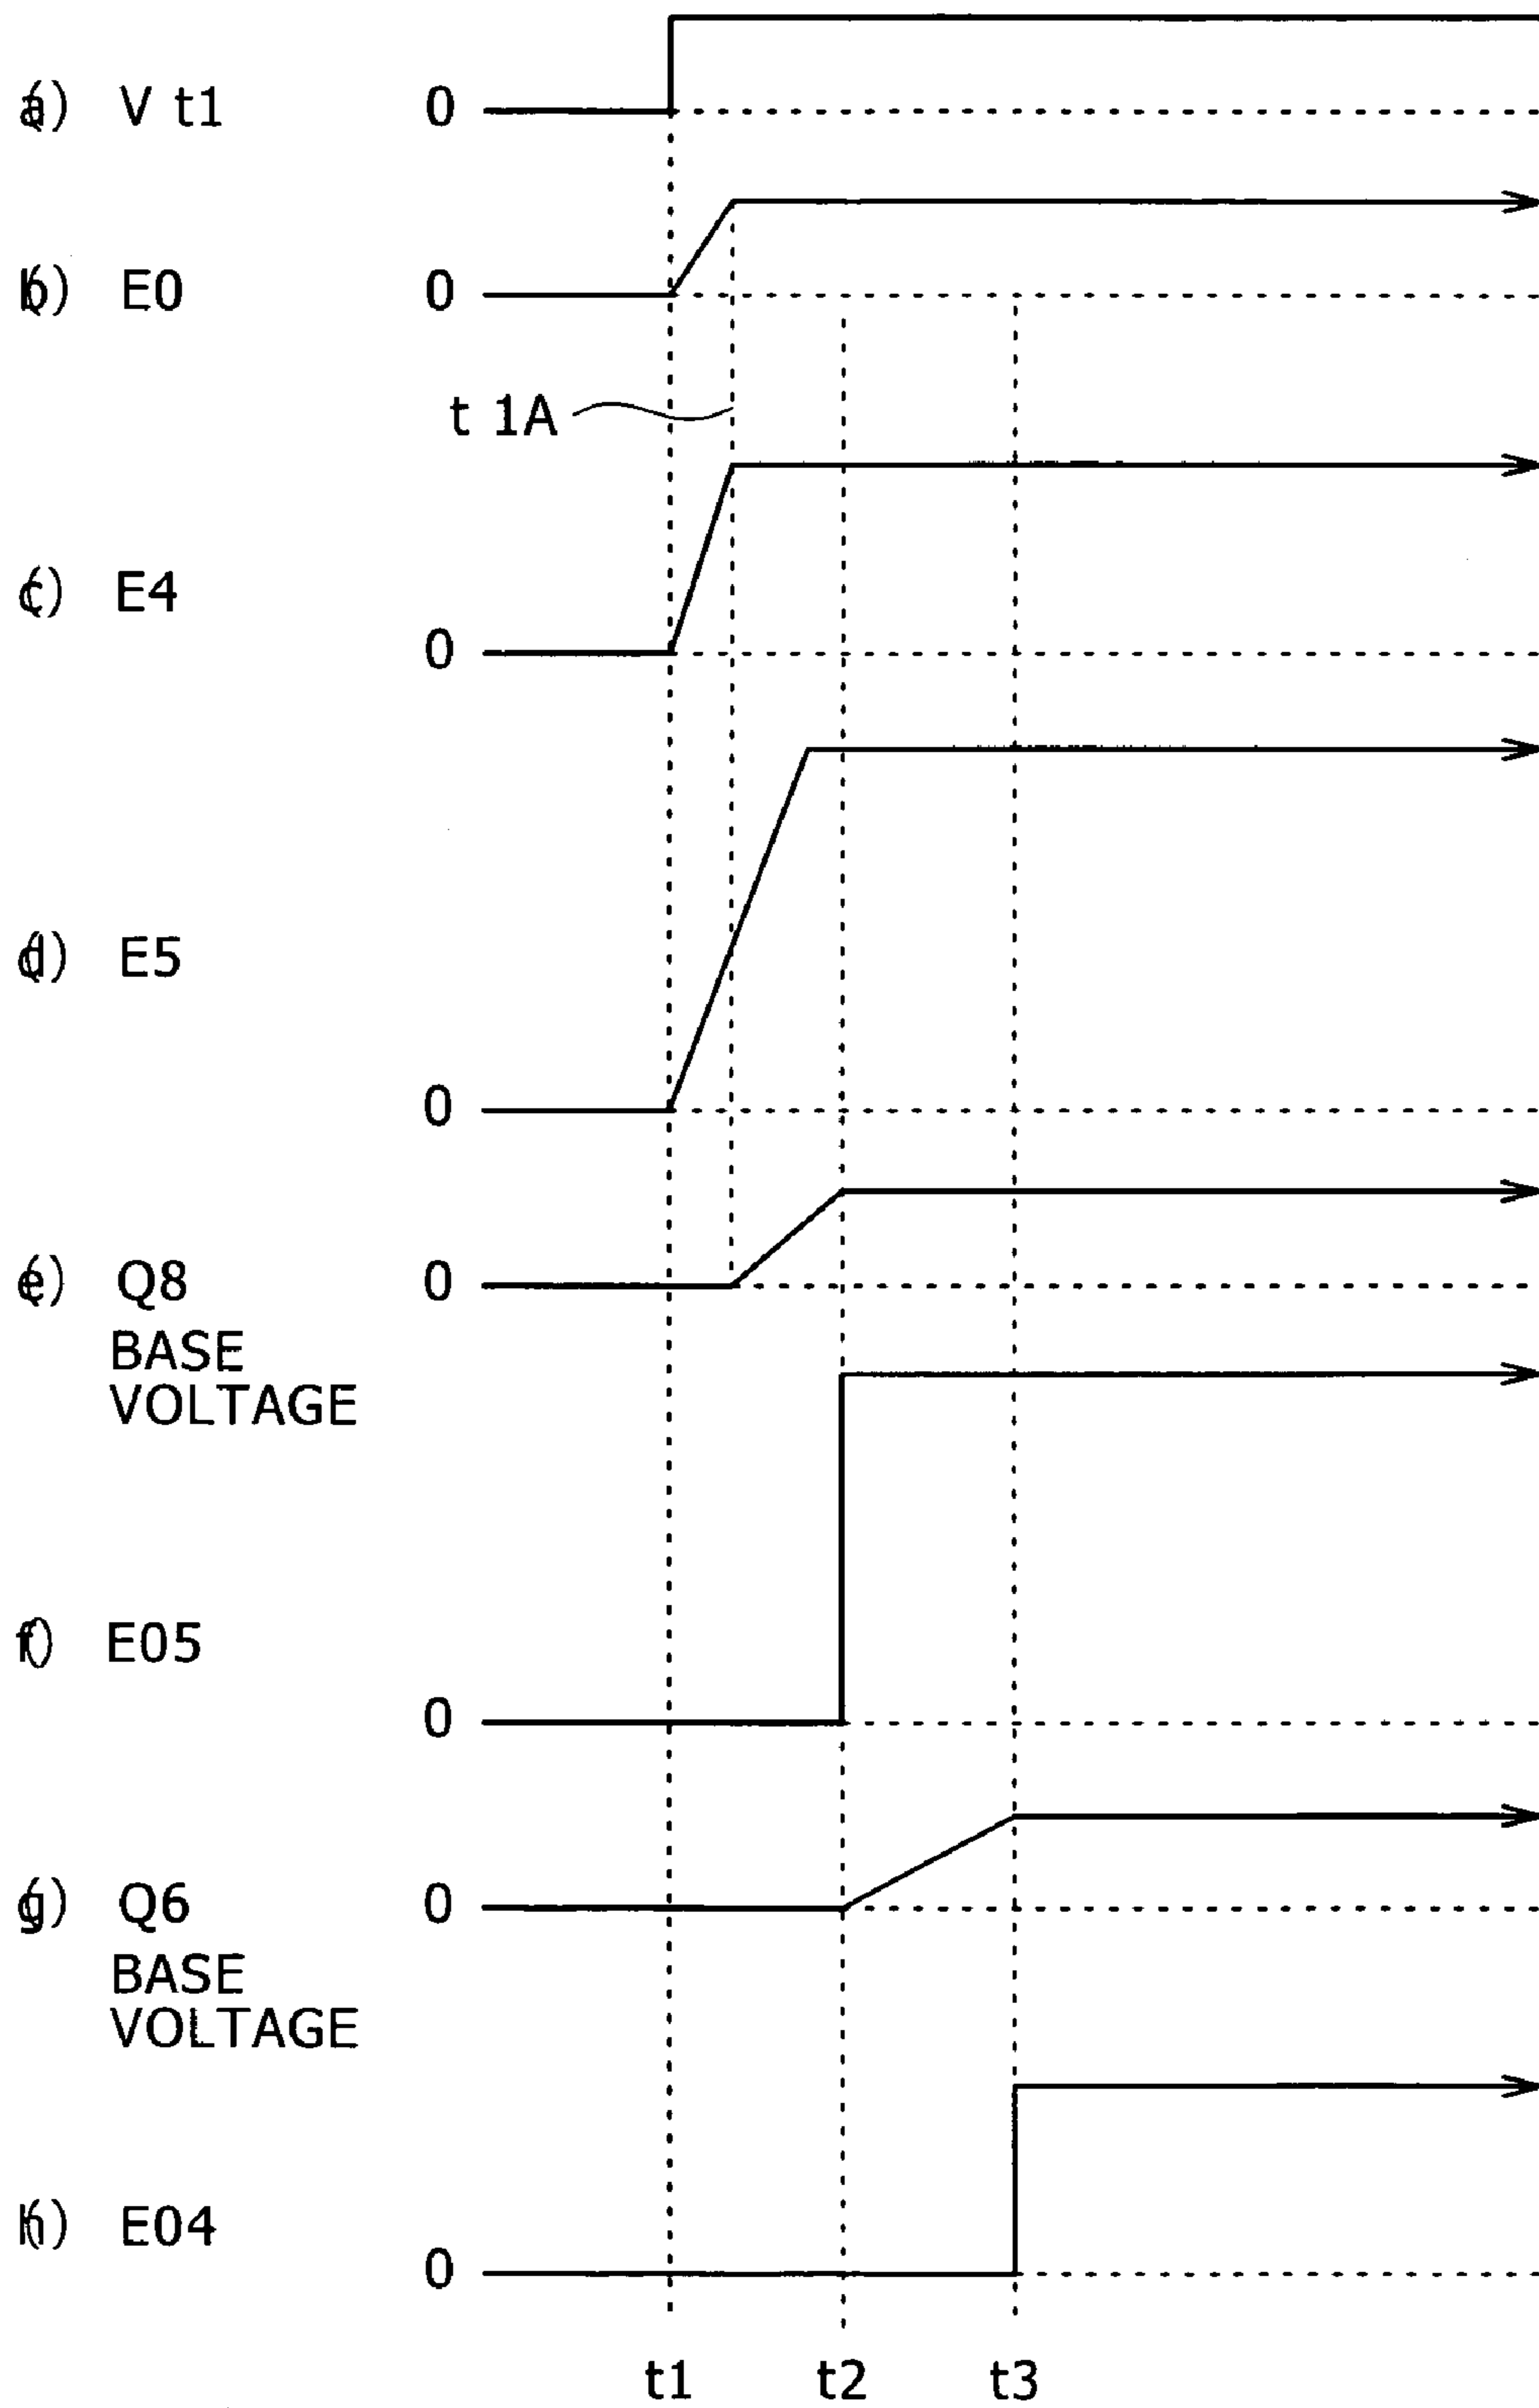 (a) V t1 0
(b) E0 0
t 1A
(c) E4
0
(d) E5
0
(e) Q8 0
BASE
VOLTAGE
(f) E05
0
(g) Q6 0
BASE
VOLTAGE
(h) E04
0
t1 t2 t3